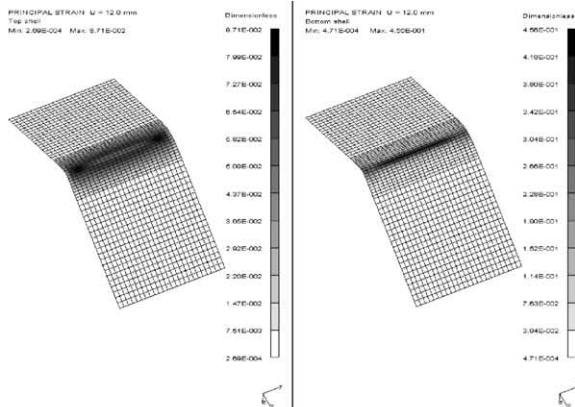 PRINCIPAL STRAIN U = 12.0 mm
Top shell
Min: 2.69E-004 Max: 8.71E-002
Dimensionless
8.71E-002
7.99E-002
7.27E-002
6.54E-002
5.82E-002
5.09E-002
4.37E-002
3.65E-002
2.92E-002
2.20E-002
1.47E-002
7.51E-003
2.69E-004
PRINCIPAL STRAIN U = 12.0 mm
Bottom shell
Min: 4.71E-004 Max: 4.56E-001
Dimensionless
4.56E-001
4.18E-001
3.80E-001
3.42E-001
3.04E-001
2.66E-001
2.28E-001
1.90E-001
1.52E-001
1.14E-001
7.63E-002
3.84E-002
4.71E-004